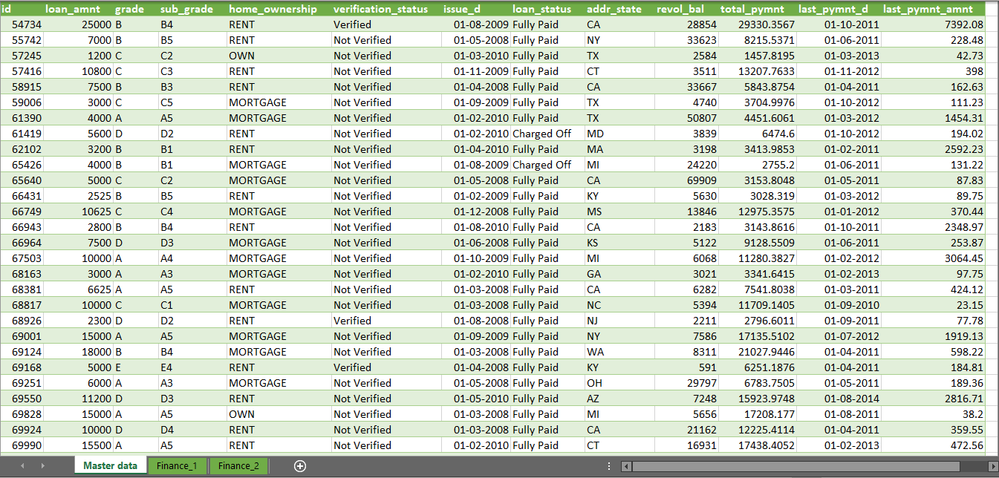 id loan_amnt grade sub_grade home_ownership verification_status issue_d loan_status addr_state revol_bal total_pymnt last_pymnt_d last_pymnt_amnt
54734 25000 B B4 RENT Verified 01-08-2009 Fully Paid CA 28854 29330.3567 01-10-2011 7392.08
55742 7000 B B5 RENT Not Verified 01-05-2008 Fully Paid NY 33623 8215.5371 01-06-2011 228.48
57245 1200 C C2 OWN Not Verified 01-03-2010 Fully Paid TX 2584 1457.8195 01-03-2013 42.73
57416 10800 C C3 RENT Not Verified 01-11-2009 Fully Paid CT 3511 13207.7633 01-11-2012 398
58915 7500 B B3 RENT Not Verified 01-04-2008 Fully Paid CA 33667 5843.8754 01-04-2011 162.63
59006 3000 C C5 MORTGAGE Not Verified 01-09-2009 Fully Paid TX 4740 3704.9976 01-10-2012 111.23
61390 4000 A A5 MORTGAGE Not Verified 01-02-2010 Fully Paid TX 50807 4451.6061 01-03-2012 1454.31
61419 5600 D D2 RENT Not Verified 01-02-2010 Charged Off MD 3839 6474.6 01-10-2012 194.02
62102 3200 B B1 RENT Not Verified 01-04-2010 Fully Paid MA 3198 3413.9853 01-02-2011 2592.23
65426 4000 B B1 MORTGAGE Not Verified 01-08-2009 Charged Off MI 24220 2755.2 01-06-2011 131.22
65640 5000 C C2 MORTGAGE Not Verified 01-05-2008 Fully Paid CA 69909 3153.8048 01-05-2011 87.83
66431 2525 B B5 RENT Not Verified 01-02-2009 Fully Paid KY 5630 3028.319 01-03-2012 89.75
66749 10625 C C4 MORTGAGE Not Verified 01-12-2008 Fully Paid MS 13846 12975.3575 01-01-2012 370.44
66943 2800 B B4 RENT Not Verified 01-08-2010 Fully Paid CA 2183 3143.8616 01-10-2011 2348.97
66964 7500 D D3 MORTGAGE Not Verified 01-06-2008 Fully Paid KS 5122 9128.5509 01-06-2011 253.87
67503 10000 A A4 MORTGAGE Not Verified 01-10-2009 Fully Paid MI 6068 11280.3827 01-02-2012 3064.45
68163 3000 A A3 MORTGAGE Not Verified 01-02-2010 Fully Paid GA 3021 3341.6415 01-02-2013 97.75
68381 6625 A A5 RENT Not Verified 01-03-2008 Fully Paid CA 6282 7541.8038 01-03-2011 424.12
68817 10000 C C1 MORTGAGE Not Verified 01-03-2008 Fully Paid NC 5394 11709.1405 01-09-2010 23.15
68926 2300 D D2 RENT Verified 01-08-2008 Fully Paid NJ 2211 2796.6011 01-09-2011 77.78
69001 15000 A A5 MORTGAGE Not Verified 01-09-2009 Fully Paid NY 7586 17135.5102 01-07-2012 1919.13
69124 18000 B B4 MORTGAGE Not Verified 01-03-2008 Fully Paid WA 8311 21027.9446 01-04-2011 598.22
69168 5000 E E4 RENT Verified 01-04-2008 Fully Paid KY 591 6251.1876 01-04-2011 184.81
69251 6000 A A3 MORTGAGE Not Verified 01-05-2008 Fully Paid OH 29797 6783.7505 01-05-2011 189.36
69550 11200 D D3 RENT Not Verified 01-05-2010 Fully Paid AZ 7248 15923.9748 01-08-2014 2816.71
69828 15000 A A5 OWN Not Verified 01-03-2008 Fully Paid MI 5656 17208.177 01-08-2011 38.2
69924 10000 D D4 RENT Not Verified 01-03-2008 Fully Paid CA 21162 12225.4114 01-04-2011 359.55
69990 15500 A A5 RENT Not Verified 01-02-2010 Fully Paid CT 16931 17438.4052 01-02-2013 472.56
Master data Finance_1 Finance_2